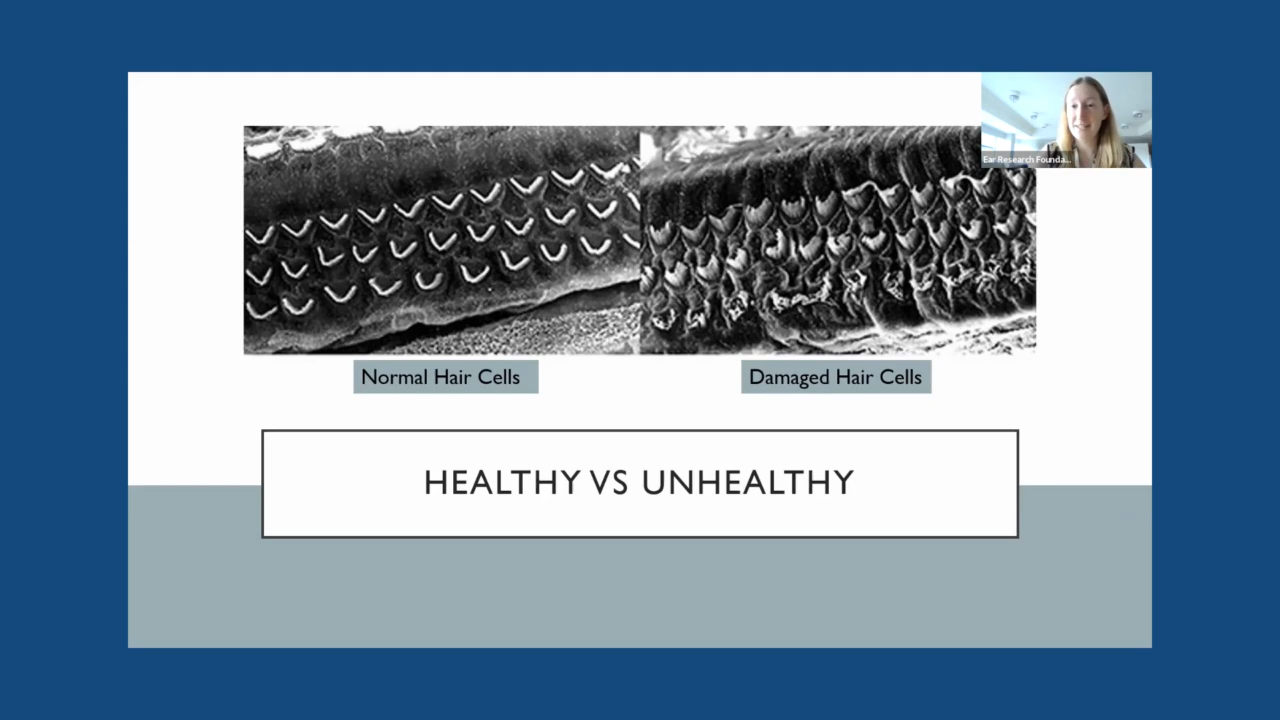 Ear Research Founda...
Normal Hair Cells
Damaged Hair Cells
HEALTHY VS UNHEALTHY